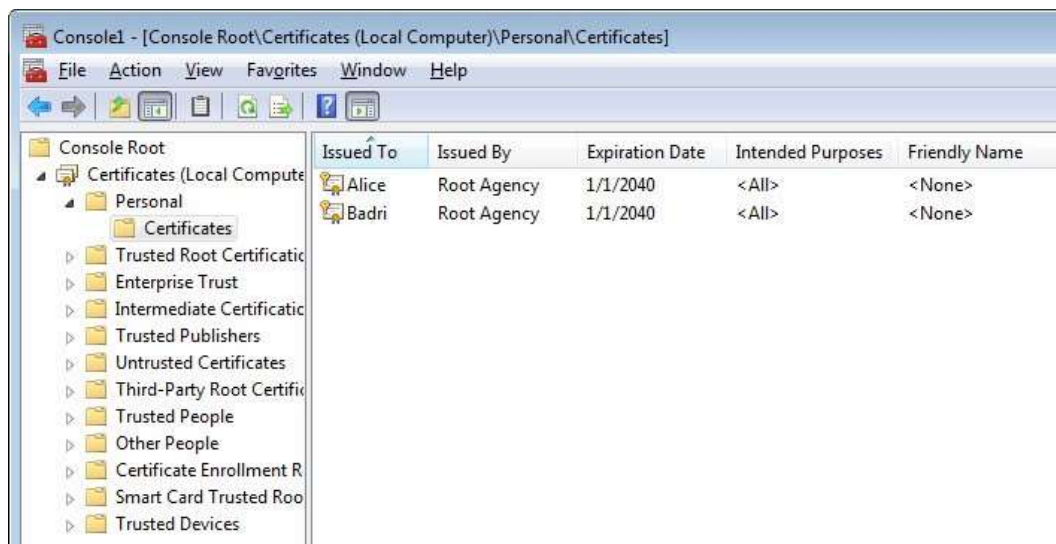 Console1 - [Console Root\Certificates (Local Computer)\Personal\Certificates]
File Action View Favorites Window Help
Console Root
Certificates (Local Compute
Personal
Certificates
Trusted Root Certificatic
Enterprise Trust
Intermediate Certificatic
Trusted Publishers
Untrusted Certificates
Third-Party Root Certific
Trusted People
Other People
Certificate Enrollment R
Smart Card Trusted Roo
Trusted Devices
Issued To Issued By Expiration Date Intended Purposes Friendly Name
Alice Root Agency 1/1/2040 <All> <None>
Badri Root Agency 1/1/2040 <All> <None>